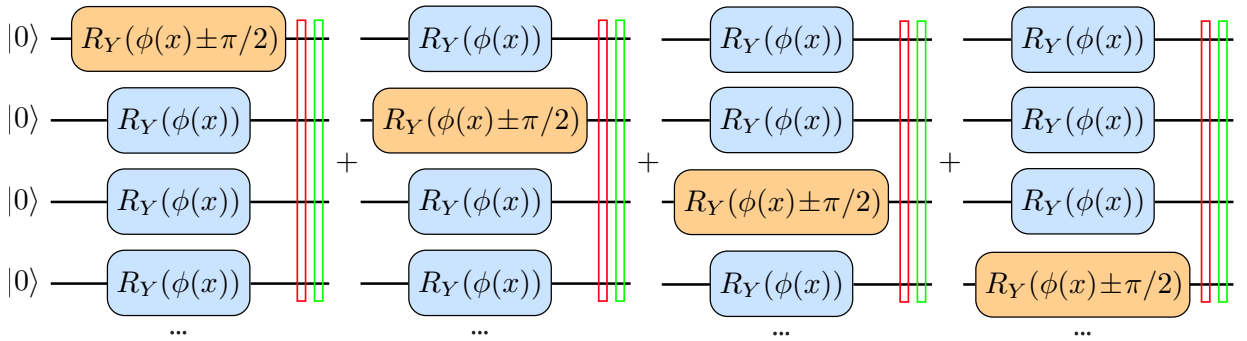 |0⟩ R_Y(ϕ(x)±π/2) R_Y(ϕ(x)) R_Y(ϕ(x)) R_Y(ϕ(x))
|0⟩ R_Y(ϕ(x)) R_Y(ϕ(x)±π/2) R_Y(ϕ(x)) R_Y(ϕ(x))
+ + +
|0⟩ R_Y(ϕ(x)) R_Y(ϕ(x)) R_Y(ϕ(x)±π/2) R_Y(ϕ(x))
|0⟩ R_Y(ϕ(x)) R_Y(ϕ(x)) R_Y(ϕ(x)) R_Y(ϕ(x)±π/2)
... ... ... ...